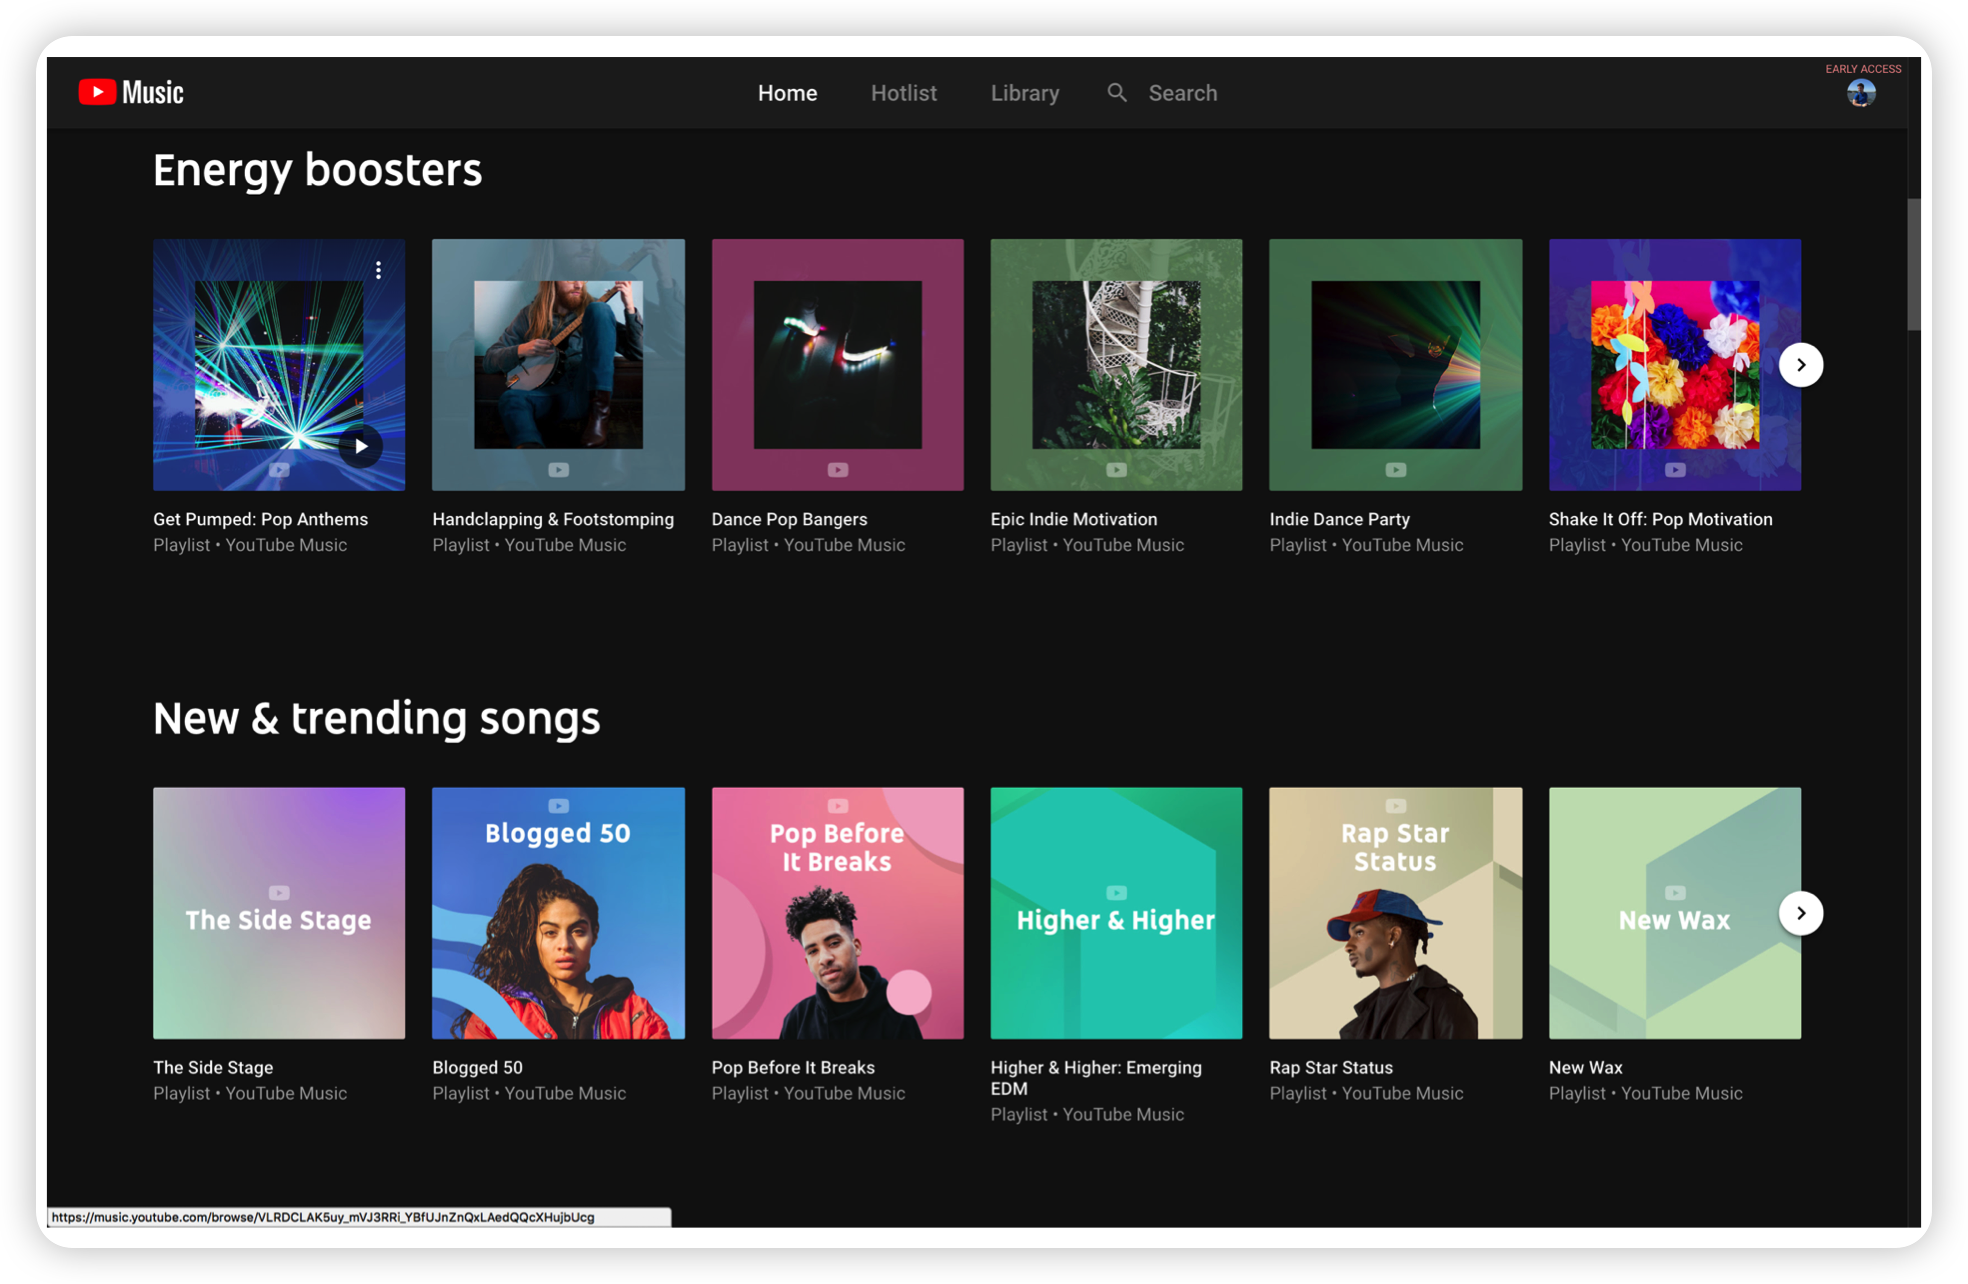 Music
Home
Hotlist
Library
Search
EARLY ACCESS
Energy boosters
Get Pumped: Pop Anthems
Playlist • YouTube Music
Handclapping & Footstomping
Playlist • YouTube Music
Dance Pop Bangers
Playlist • YouTube Music
Epic Indie Motivation
Playlist • YouTube Music
Indie Dance Party
Playlist • YouTube Music
Shake It Off: Pop Motivation
Playlist • YouTube Music
New & trending songs
The Side Stage
Blogged 50
Pop Before
It Breaks
Higher & Higher
Rap Star
Status
New Wax
The Side Stage
Playlist • YouTube Music
Blogged 50
Playlist • YouTube Music
Pop Before It Breaks
Playlist • YouTube Music
Higher & Higher: Emerging
EDM
Playlist • YouTube Music
Rap Star Status
Playlist • YouTube Music
New Wax
Playlist • YouTube Music
https://music.youtube.com/browse/VLRDCLAK5uy_mVJ3RRi_YBfUJnZnQxLAedQQcXHujbUcg